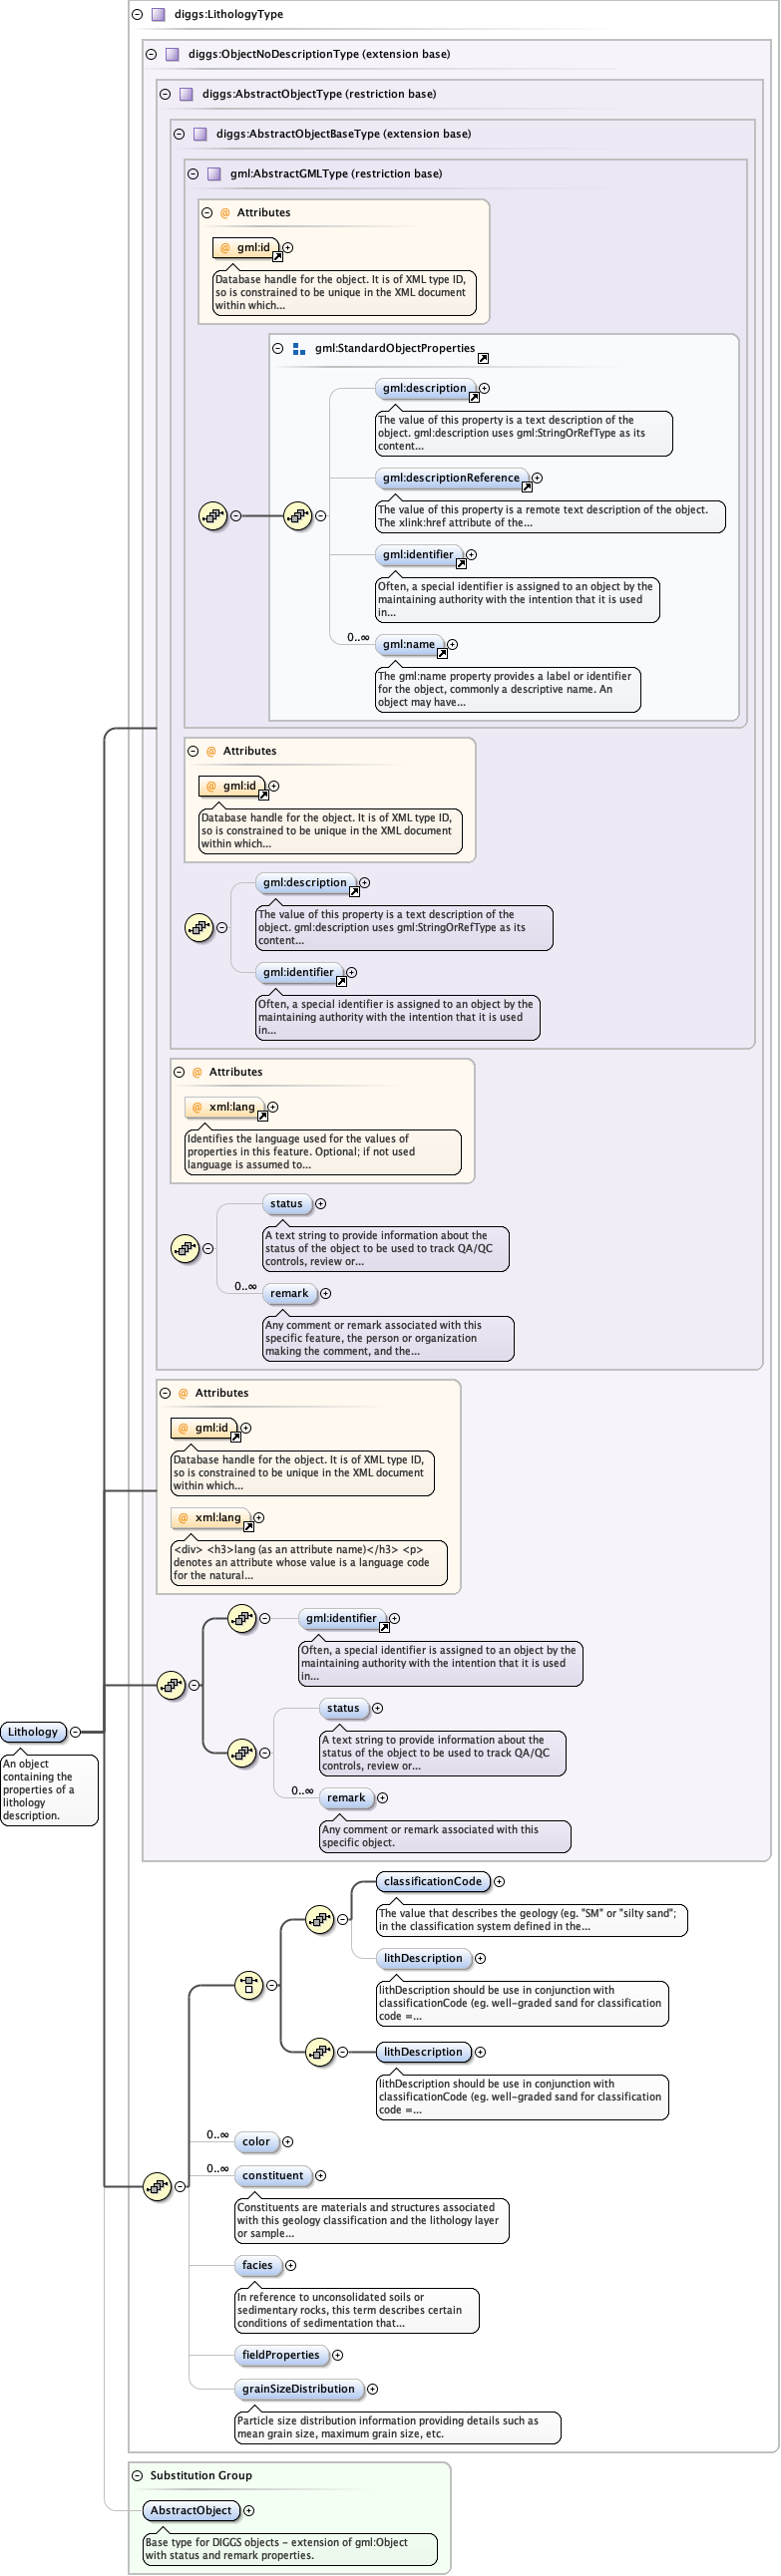 diggs:LithologyType
diggs:ObjectNoDescriptionType (extension base)
diggs:AbstractObjectType (restriction base)
diggs:AbstractObjectBaseType (extension base)
gml:AbstractGMLType (restriction base)
@ Attributes
@ gml:id
Database handle for the object. It is of XML type ID,
so is constrained to be unique in the XML document
within which...
gml:StandardObjectProperties
gml:description
The value of this property is a text description of the
object. gml:description uses gml:StringOrRefType as its
content...
gml:descriptionReference
The value of this property is a remote text description of the object.
The xlink:href attribute of the...
gml:identifier
Often, a special identifier is assigned to an object by the
maintaining authority with the intention that it is used
in...
0..∞
gml:name
The gml:name property provides a label or identifier
for the object, commonly a descriptive name. An
object may have...
@ Attributes
@ gml:id
Database handle for the object. It is of XML type ID,
so is constrained to be unique in the XML document
within which...
gml:description
The value of this property is a text description of the
object. gml:description uses gml:StringOrRefType as its
content...
gml:identifier
Often, a special identifier is assigned to an object by the
maintaining authority with the intention that it is used
in...
@ Attributes
@ xml:lang
Identifies the language used for the values of
properties in this feature. Optional; if not used
language is assumed to...
status
A text string to provide information about the
status of the object to be used to track QA/QC
controls, review or...
0..∞
remark
Any comment or remark associated with this
specific feature, the person or organization
making the comment, and the...
@ Attributes
@ gml:id
Database handle for the object. It is of XML type ID,
so is constrained to be unique in the XML document
within which...
@ xml:lang
<div> <h3>lang (as an attribute name)</h3> <p>
denotes an attribute whose value is a language code
for the natural...
gml:identifier
Often, a special identifier is assigned to an object by the
maintaining authority with the intention that it is used
in...
status
A text string to provide information about the
status of the object to be used to track QA/QC
controls, review or...
0..∞
remark
Any comment or remark associated with this
specific object.
Lithology
An object
containing the
properties of a
lithology
description.
classificationCode
The value that describes the geology (eg. "SM" or "silty sand";
in the classification system defined in the...
lithDescription
lithDescription should be use in conjunction with
classificationCode (eg. well-graded sand for classification
code =...
lithDescription
lithDescription should be use in conjunction with
classificationCode (eg. well-graded sand for classification
code =...
0..∞
color
0..∞
constituent
Constituents are materials and structures associated
with this geology classification and the lithology layer
or sample...
facies
In reference to unconsolidated soils or
sedimentary rocks, this term describes certain
conditions of sedimentation that...
fieldProperties
grainSizeDistribution
Particle size distribution information providing details such as
mean grain size, maximum grain size, etc.
Substitution Group
AbstractObject
Base type for DIGGS objects - extension of gml:Object
with status and remark properties.